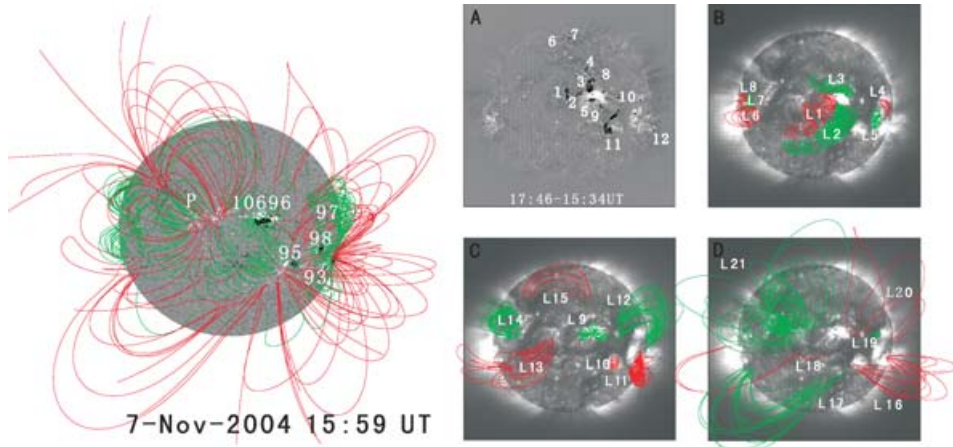 P
10696
97
98
95
93
7-Nov-2004 15:59 UT
A
6
7
4
8
3
1
2
10
5
9
11
12
17:46-15:34UT
B
L8
L7
L6
L3
L4
L1
L2
L5
C
L15
L12
L14
L9
L13
L10
L11
D
L21
L20
L19
L18
L17
L16